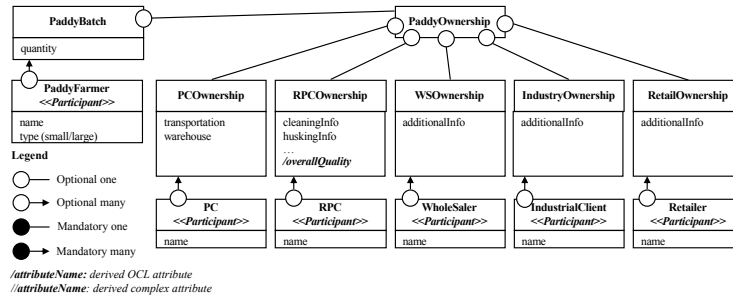 PaddyBatch
quantity
PaddyOwnership
PaddyFarmer
<<Participant>>
name
type (small/large)
PCOwnership
transportation
warehouse
RPCOwnership
cleaningInfo
huskingInfo
…
/overallQuality
WSOwnership
additionalInfo
IndustryOwnership
additionalInfo
RetailOwnership
additionalInfo
PC
<<Participant>>
name
RPC
<<Participant>>
name
WholeSaler
<<Participant>>
name
IndustrialClient
<<Participant>>
name
Retailer
<<Participant>>
name
Legend
Optional one
Optional many
Mandatory one
Mandatory many
/attributeName: derived OCL attribute
//attributeName: derived complex attribute